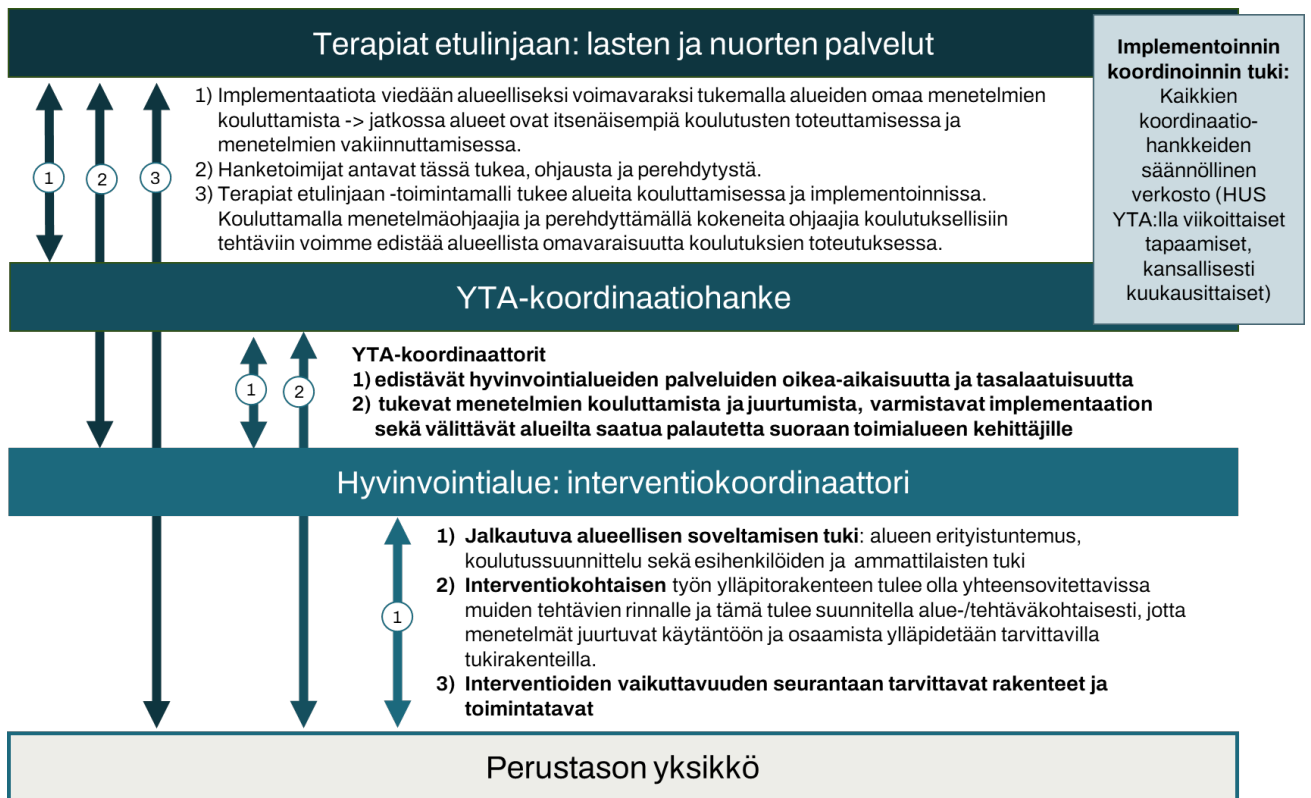 Terapiat etulinjaan: lasten ja nuorten palvelut
Implementoinnin
koordinoinnin tuki:
Kaikkien
koordinaatio-
hankkeiden
säännöllinen
verkosto (HUS
YTA:lla viikoittaiset
tapaamiset,
kansallisesti
kuukausittaiset)
1) Implementaatiota viedään alueelliseksi voimavaraksi tukemalla alueiden omaa menetelmien
kouluttamista -> jatkossa alueet ovat itsenäisempiä koulutusten toteuttamisessa ja
menetelmien vakiinnuttamisessa.
2) Hanketoimijat antavat tässä tukea, ohjausta ja perehdytystä.
3) Terapiat etulinjaan -toimintamalli tukee alueita kouluttamisessa ja implementoinnissa.
Kouluttamalla menetelmäohjaajia ja perehdyttämällä kokeneita ohjaajia koulutuksellisiin
tehtäviin voimme edistää alueellista omavaraisuutta koulutuksien toteutuksessa.
1
2
3
YTA-koordinaatiohanke
YTA-koordinaattorit
1) edistävät hyvinvointialueiden palveluiden oikea-aikaisuutta ja tasalaatuisuutta
2) tukevat menetelmien kouluttamista ja juurtumista, varmistavat implementaation
sekä välittävät alueilta saatua palautetta suoraan toimialueen kehittäjille
1
2
Hyvinvointialue: interventiokoordinaattori
1) Jalkautuva alueellisen soveltamisen tuki: alueen erityistuntemus,
koulutussuunnittelu sekä esihenkilöiden ja ammattilaisten tuki
2) Interventiokohtaisen työn ylläpitorakenteen tulee olla yhteensovitettavissa
muiden tehtävien rinnalle ja tämä tulee suunnitella alue-/tehtäväkohtaisesti, jotta
menetelmät juurtuvat käytäntöön ja osaamista ylläpidetään tarvittavilla
tukirakenteilla.
3) Interventioiden vaikuttavuuden seurantaan tarvittavat rakenteet ja
toimintatavat
1
Perustason yksikkö